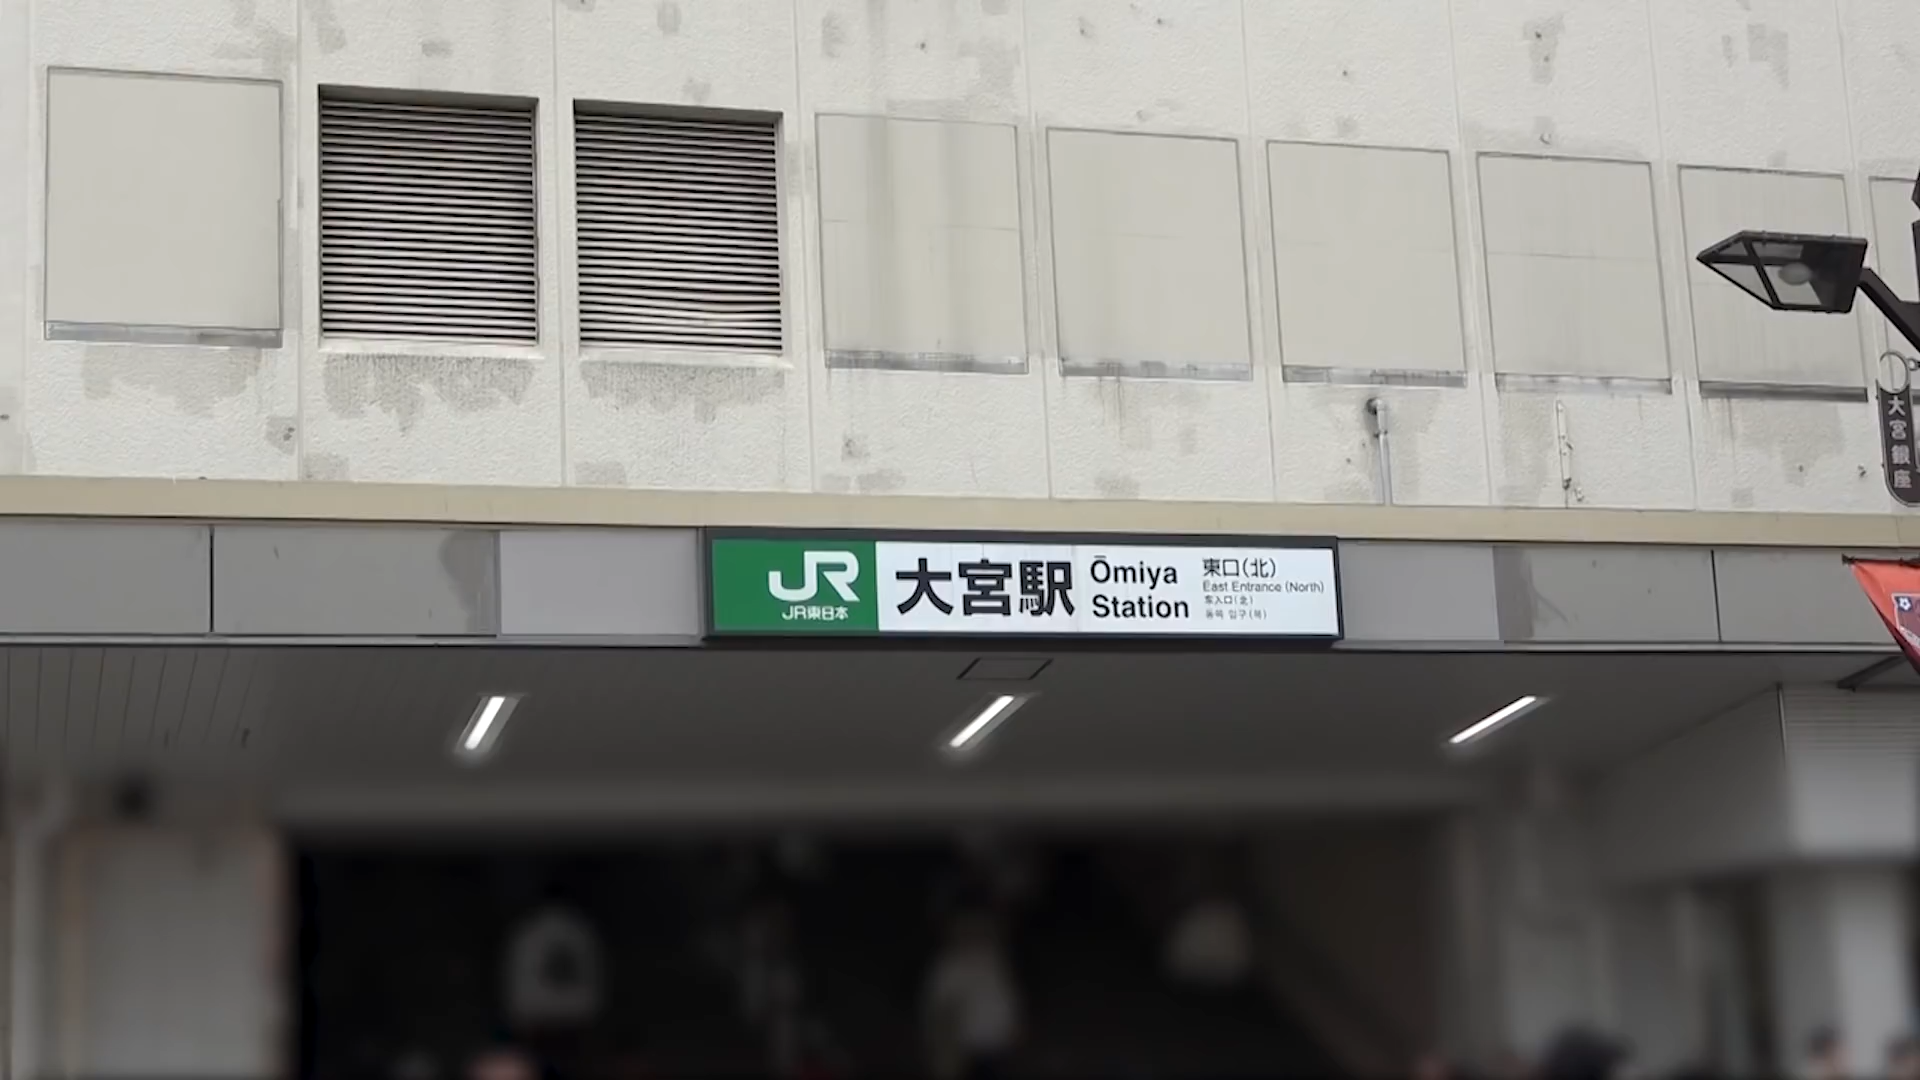 JR
JR東日本
大宮駅
Ōmiya
Station
東口(北)
East Entrance (North)
东入口(北)
동쪽 입구(북)
大宮銀座